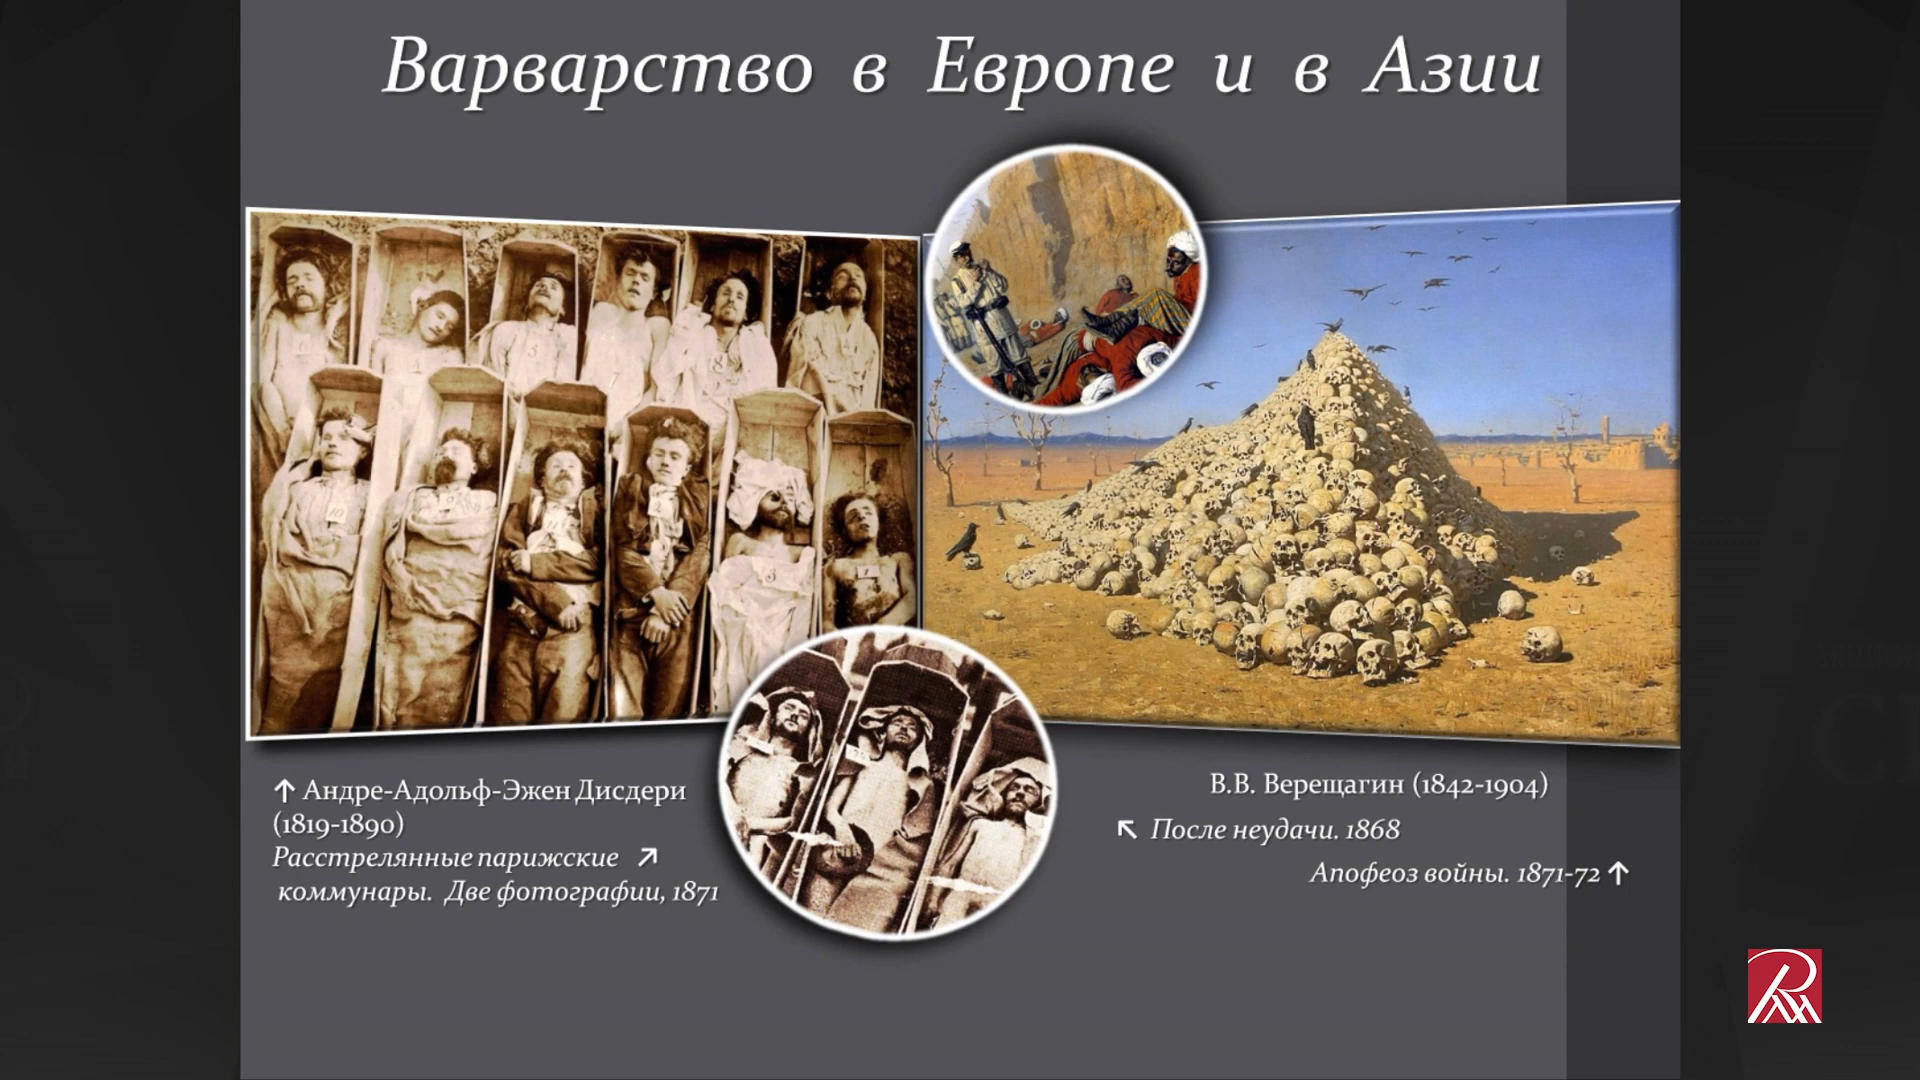 Варварство в Европе и в Азии
↑ Андре-Адольф-Эжен Дисдери
(1819-1890)
Расстрелянные парижские ↗
коммунары. Две фотографии, 1871
В.В. Верещагин (1842-1904)
↖ После неудачи. 1868
Апофеоз войны. 1871-72 ↑